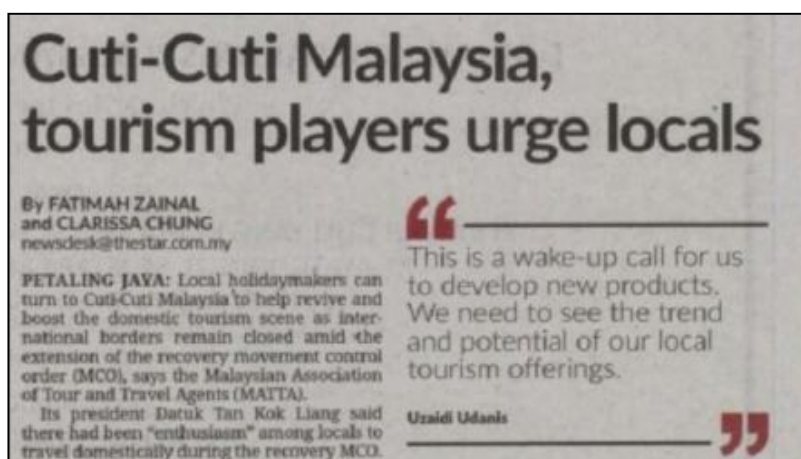 Cuti-Cuti Malaysia,
tourism players urge locals
By FATIMAH ZAINAL
and CLARISSA CHUNG
newsdesk@thestar.com.my
PETALING JAYA: Local holidaymakers can
turn to Cuti-Cuti Malaysia to help revive and
boost the domestic tourism scene as inter-
national borders remain closed amid the
extension of the recovery movement control
order (MCO), says the Malaysian Association
of Tour and Travel Agents (MATTA).
Its president Datuk Tan Kok Liang said
there had been "enthusiasm" among locals to
travel domestically during the recovery MCO.
“
This is a wake-up call for us
to develop new products.
We need to see the trend
and potential of our local
tourism offerings.
Uzaidi Udanis
”